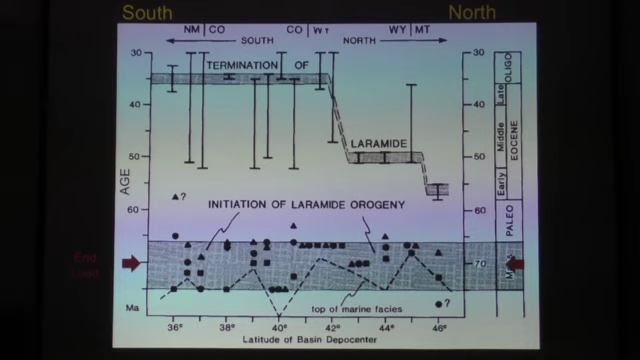 South North
NM CO CO WY WY MT
SOUTH NORTH
30 30
TERMINATION OF
40 40
LARAMIDE
50 50
AGE
?
60 60
INITIATION OF LARAMIDE OROGENY
End
Load
70
top of marine facies
?
Ma
36° 38° 40° 42° 44° 46°
Latitude of Basin Depocenter
OLIGO
Late
Middle
Early
EOCENE
PALEO